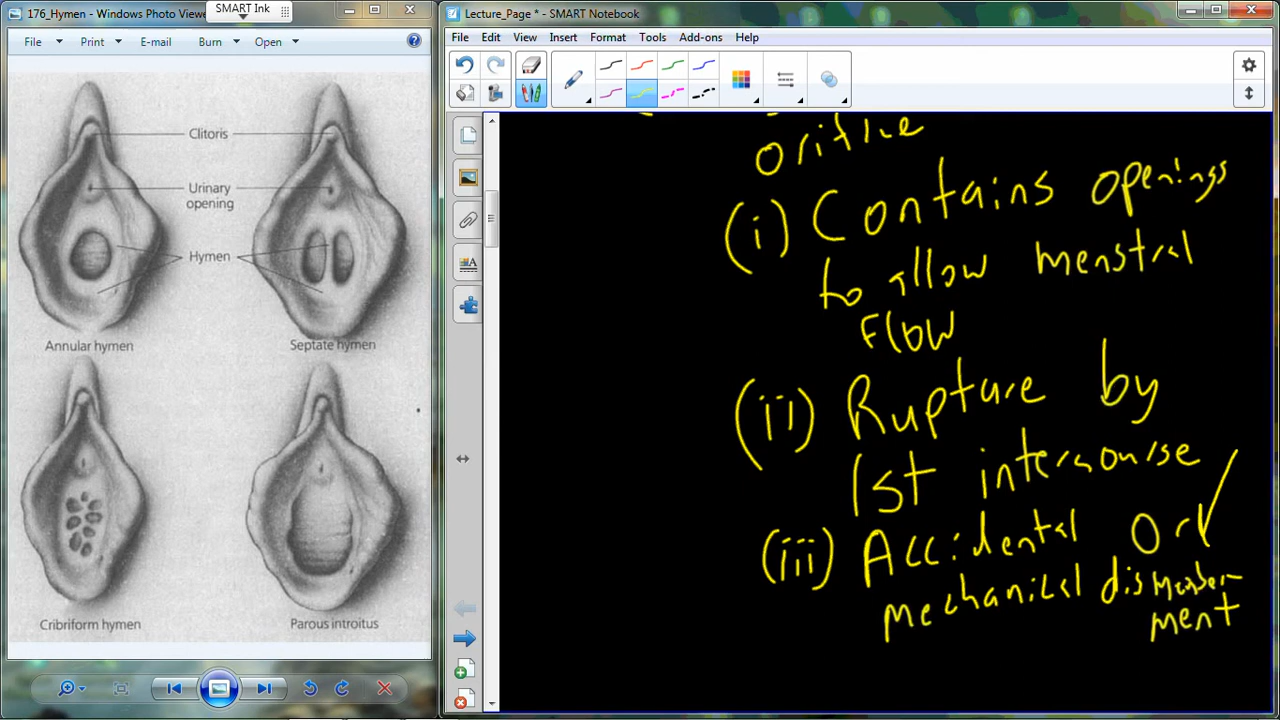 176_Hymen - Windows Photo Viewer
SMART Ink
File Print E-mail Burn Open
Clitoris
Urinary
opening
Hymen
Annular hymen
Septate hymen
Cribriform hymen
Parous introitus
Lecture_Page * - SMART Notebook
File Edit View Insert Format Tools Add-ons Help
orifice
(i) Contains openings
to allow menstral
Flow
(ii) Rupture by
1st intercourse
(iii) Accidental Or/
mechanical dismember-
ment